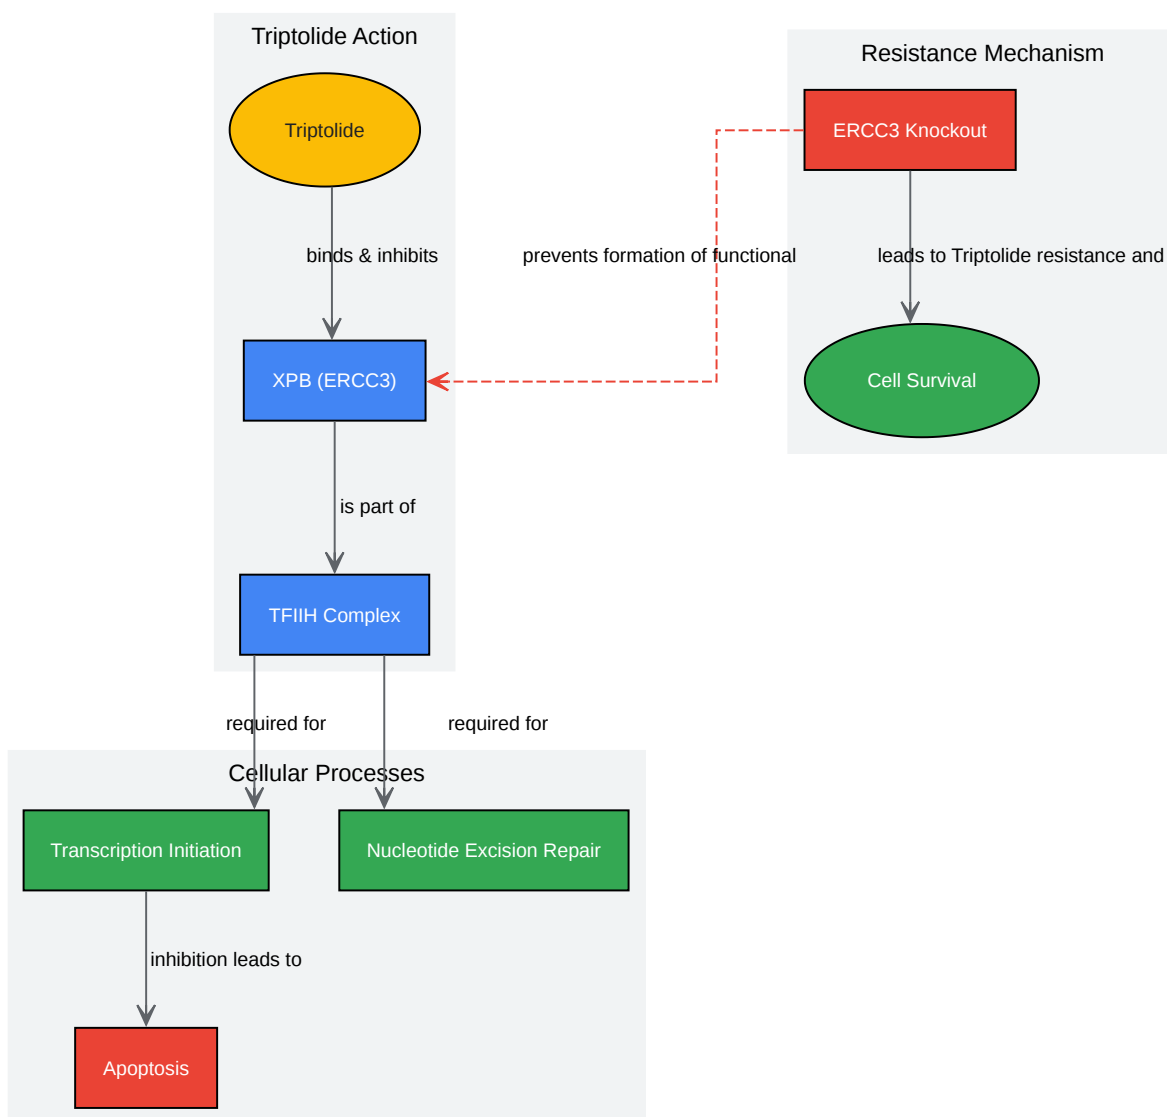 Triptolide Action
Triptolide
binds & inhibits
XPB (ERCC3)
is part of
TFIIH Complex
required for
required for
Cellular Processes
Transcription Initiation
Nucleotide Excision Repair
inhibition leads to
Apoptosis
prevents formation of functional
Resistance Mechanism
ERCC3 Knockout
leads to Triptolide resistance and
Cell Survival